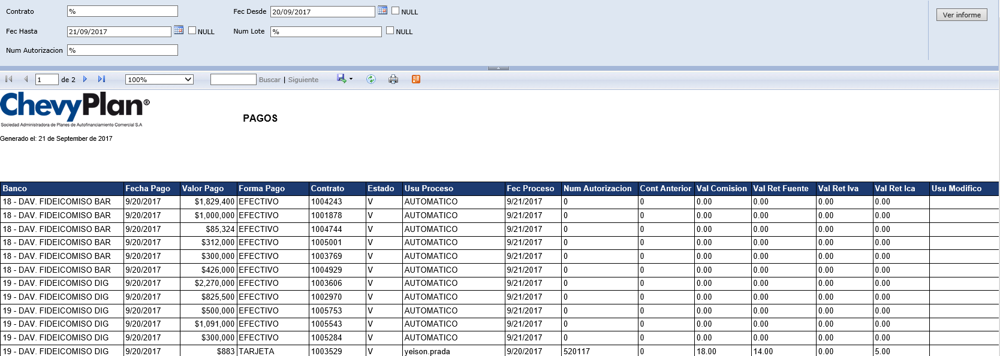 Contrato % Fec Desde 20/09/2017 NULL Ver informe
Fec Hasta 21/09/2017 NULL Num Lote % NULL
Num Autorizacion %
1 de 2 100% Buscar | Siguiente
ChevyPlan®
Sociedad Administradora de Planes de Autofinanciamiento Comercial S.A
PAGOS
Generado el: 21 de September de 2017
Banco Fecha Pago Valor Pago Forma Pago Contrato Estado Usu Proceso Fec Proceso Num Autorizacion Cont Anterior Val Comision Val Ret Fuente Val Ret Iva Val Ret Ica Usu Modifico
18 - DAV. FIDEICOMISO BAR 9/20/2017 $1,829,400 EFECTIVO 1004243 V AUTOMATICO 9/21/2017 0 0 0.00 0.00 0.00 0.00
18 - DAV. FIDEICOMISO BAR 9/20/2017 $1,000,000 EFECTIVO 1001878 V AUTOMATICO 9/21/2017 0 0 0.00 0.00 0.00 0.00
18 - DAV. FIDEICOMISO BAR 9/20/2017 $85,324 EFECTIVO 1004744 V AUTOMATICO 9/21/2017 0 0 0.00 0.00 0.00 0.00
18 - DAV. FIDEICOMISO BAR 9/20/2017 $312,000 EFECTIVO 1005001 V AUTOMATICO 9/21/2017 0 0 0.00 0.00 0.00 0.00
18 - DAV. FIDEICOMISO BAR 9/20/2017 $300,000 EFECTIVO 1003769 V AUTOMATICO 9/21/2017 0 0 0.00 0.00 0.00 0.00
18 - DAV. FIDEICOMISO BAR 9/20/2017 $426,000 EFECTIVO 1004929 V AUTOMATICO 9/21/2017 0 0 0.00 0.00 0.00 0.00
19 - DAV. FIDEICOMISO DIG 9/20/2017 $2,270,000 EFECTIVO 1003606 V AUTOMATICO 9/21/2017 0 0 0.00 0.00 0.00 0.00
19 - DAV. FIDEICOMISO DIG 9/20/2017 $825,500 EFECTIVO 1002970 V AUTOMATICO 9/21/2017 0 0 0.00 0.00 0.00 0.00
19 - DAV. FIDEICOMISO DIG 9/20/2017 $500,000 EFECTIVO 1005753 V AUTOMATICO 9/21/2017 0 0 0.00 0.00 0.00 0.00
19 - DAV. FIDEICOMISO DIG 9/20/2017 $1,091,000 EFECTIVO 1005543 V AUTOMATICO 9/21/2017 0 0 0.00 0.00 0.00 0.00
19 - DAV. FIDEICOMISO DIG 9/20/2017 $300,000 EFECTIVO 1005284 V AUTOMATICO 9/21/2017 0 0 0.00 0.00 0.00 0.00
19 - DAV. FIDEICOMISO DIG 9/20/2017 $883 TARJETA 1003529 V yeison.prada 9/20/2017 520117 0 18.00 14.00 0.00 5.00